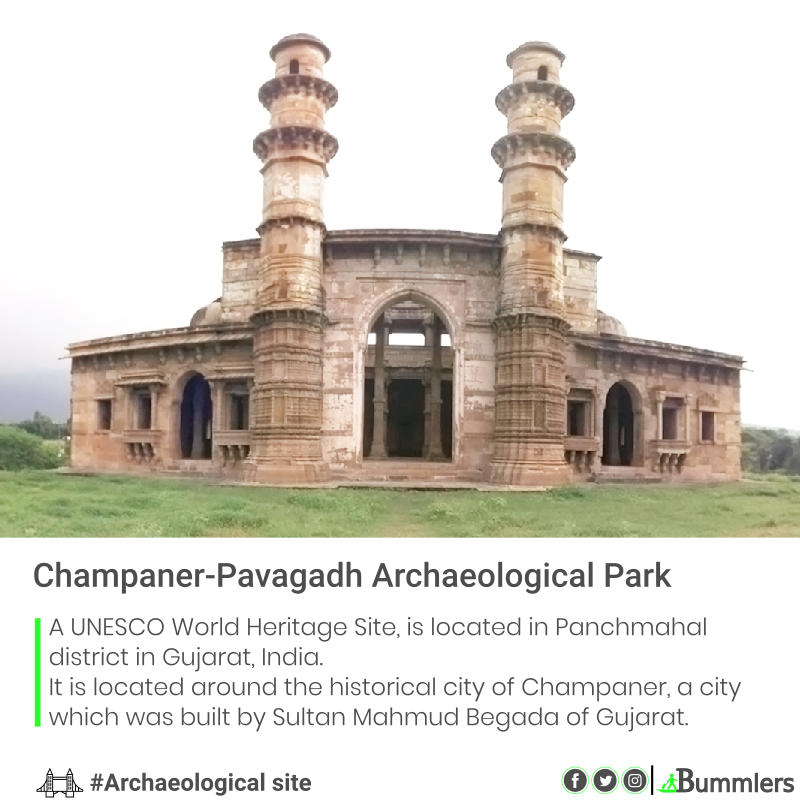 Champaner-Pavagadh Archaeological Park
A UNESCO World Heritage Site, is located in Panchmahal
district in Gujarat, India.
It is located around the historical city of Champaner, a city
which was built by Sultan Mahmud Begada of Gujarat.
#Archaeological site
Bummlers